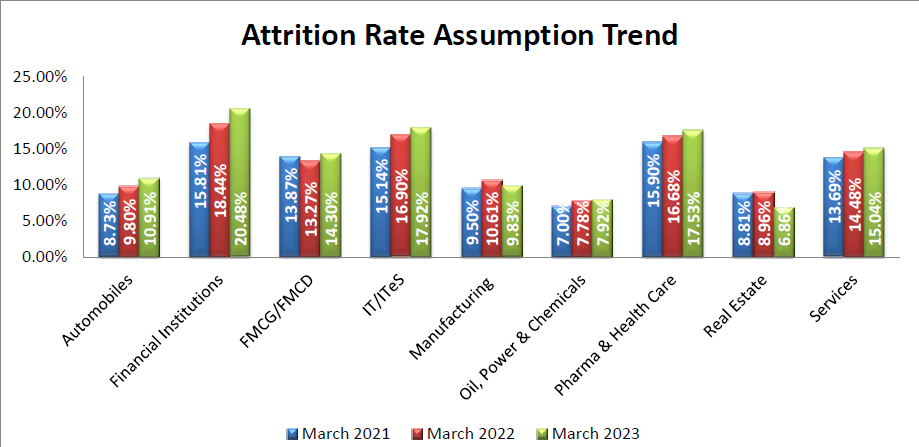 Attrition Rate Assumption Trend
25.00%
20.00%
15.00%
10.00%
5.00%
0.00%
8.73%
9.80%
10.91%
15.81%
18.44%
20.48%
13.87%
13.27%
14.30%
15.14%
16.90%
17.92%
9.50%
10.61%
9.83%
7.00%
7.78%
7.92%
15.90%
16.68%
17.53%
8.81%
8.96%
6.86%
13.69%
14.48%
15.04%
Automobiles
Financial Institutions
FMCG/FMCD
IT/ITeS
Manufacturing
Oil, Power & Chemicals
Pharma & Health Care
Real Estate
Services
March 2021
March 2022
March 2023